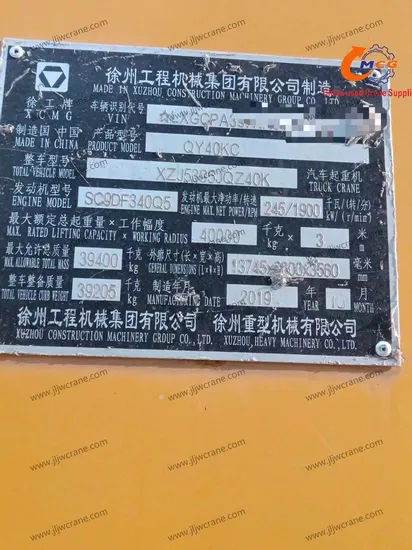 MCG
徐州工程机械集团有限公司制造
MADE IN XUZHOU CONSTRUCTION MACHINERY GROUP CO., LTD.
徐工牌 车辆识别代号
XCMG VIN
制造国 中国 产品型号
MADE IN CHINA PRODUCT MODEL QY40KC
整车型号 汽车起重机
TOTAL VEHICLE MODEL JQZ40K TRUCK CRANE
发动机型号 发动机最大净功率/转速 千瓦(转/分)
ENGINE MODEL SC9DF340Q5 ENGINE MAX. NET POWER/RPM 245/1900 kW/(r/min)
最大额定总起重量×工作幅度 千克 米
MAX. RATED LIFTING CAPACITY × WORKING RADIUS 40000 kg × 3 m
最大允许总质量 千克 外廓尺寸(长×宽×高) 毫米
MAX. ALLOWABLE TOTAL MASS 39400 kg GENERAL DIMENSIONS (L×W×H) mm
整车整备质量 千克 制造年月 年 月
TOTAL VEHICLE CURB WEIGHT 39205 kg MANUFACTURING DATE 2019 YEAR 10 MONTH
徐州工程机械集团有限公司 徐州重型机械有限公司
XUZHOU CONSTRUCTION MACHINERY GROUP CO., LTD. XUZHOU HEAVY MACHINERY CO., LTD.
www.jljwcrane.com